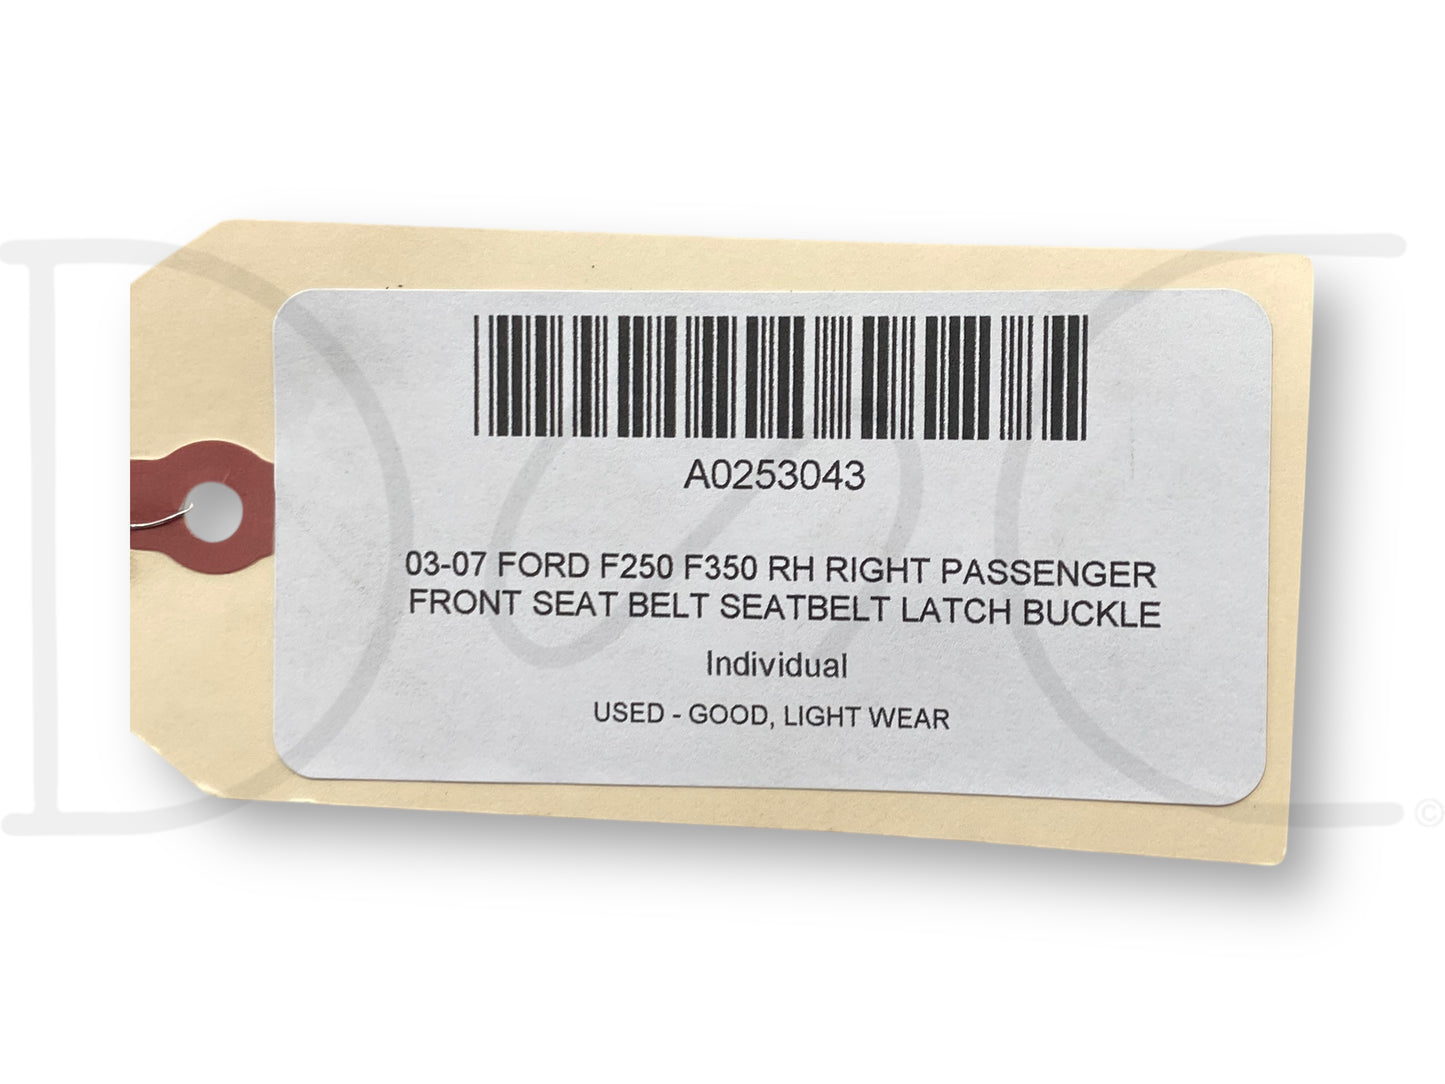 A0253043
03-07 FORD F250 F350 RH RIGHT PASSENGER
FRONT SEAT BELT SEATBELT LATCH BUCKLE
Individual
USED - GOOD, LIGHT WEAR
D&C ©